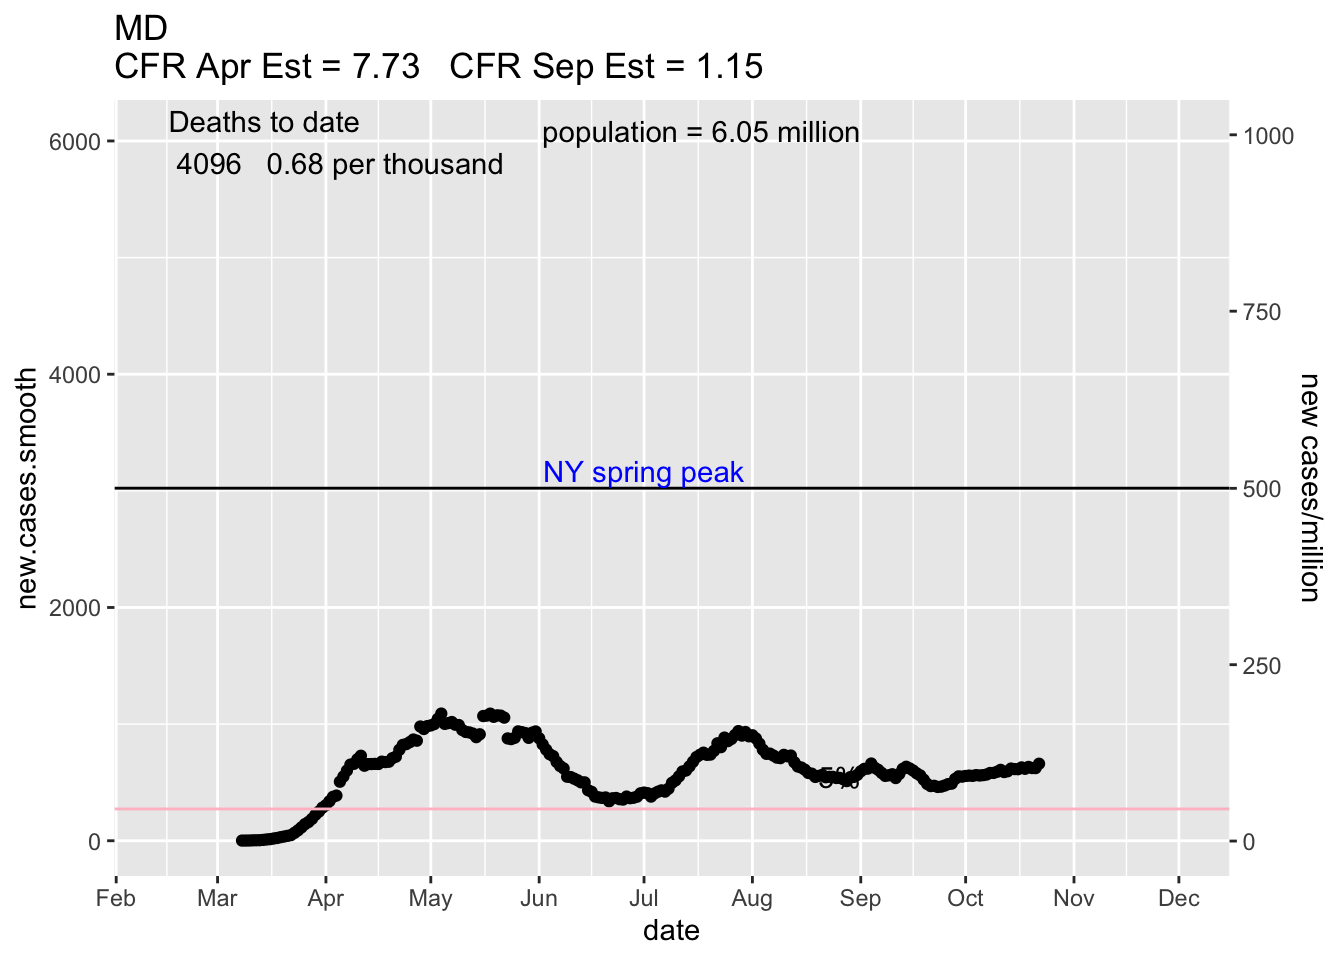 MD
CFR Apr Est = 7.73   CFR Sep Est = 1.15
Deaths to date
4096   0.68 per thousand
population = 6.05 million
NY spring peak
5%
6000
4000
2000
0
new.cases.smooth
1000
750
500
250
0
new cases/million
Feb Mar Apr May Jun Jul Aug Sep Oct Nov Dec
date